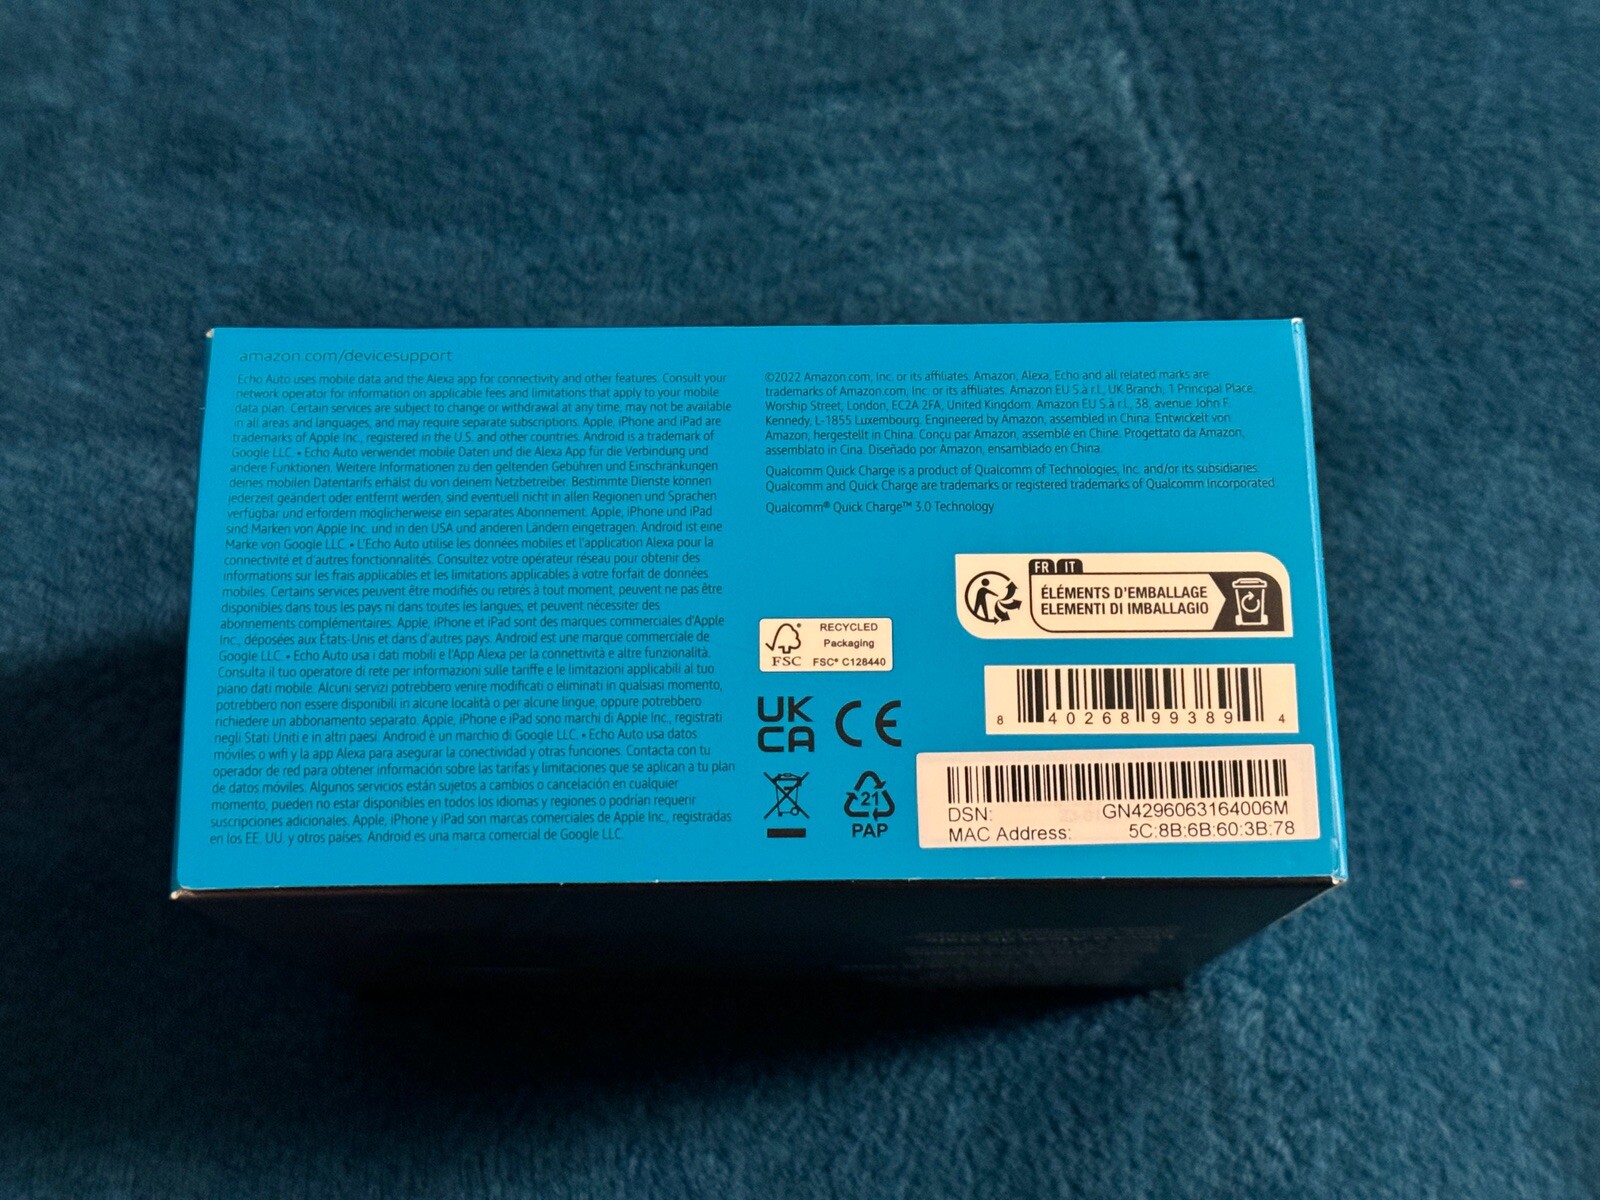 amazon.com/devicesupport
Echo Auto uses mobile data and the Alexa app for connectivity and other features. Consult your
network operator for information on applicable fees and limitations that apply to your mobile
data plan. Certain services are subject to change or withdrawal at any time, may not be available
in all areas and languages, and may require separate subscriptions. Apple, iPhone and iPad are
trademarks of Apple Inc., registered in the U.S. and other countries. Android is a trademark of
Google LLC. • Echo Auto verwendet mobile Daten und die Alexa App für die Verbindung und
andere Funktionen. Weitere Informationen zu den geltenden Gebühren und Einschränkungen
deines mobilen Datentarifs erhälst du von deinem Netzbetreiber. Bestimmte Dienste können
jederzeit geändert oder entfernt werden, sind eventuell nicht in allen Regionen und Sprachen
verfügbar und erfordern möglicherweise ein separates Abonnement. Apple, iPhone und iPad
sind Marken von Apple Inc. und in den USA und anderen Ländern eingetragen. Android ist eine
Marke von Google LLC. • L'Echo Auto utilise les données mobiles et l'application Alexa pour la
connectivité et d'autres fonctionnalités. Consultez votre opérateur réseau pour obtenir des
informations sur les frais applicables et les limitations applicables à votre forfait de données
mobiles. Certains services peuvent être modifiés ou retirés à tout moment, peuvent ne pas être
disponibles dans tous les pays ni dans toutes les langues, et peuvent nécessiter des
abonnements complémentaires. Apple, iPhone et iPad sont des marques commerciales d'Apple
Inc., déposées aux États-Unis et dans d'autres pays. Android est une marque commerciale de
Google LLC. • Echo Auto usa i dati mobili e l'App Alexa per la connettività e altre funzionalità.
Consulta il tuo operatore di rete per informazioni sulle tariffe e le limitazioni applicabili al tuo
piano dati mobile. Alcuni servizi potrebbero venire modificati o eliminati in qualsiasi momento,
potrebbero non essere disponibili in alcune località o per alcune lingue, oppure potrebbero
richiedere un abbonamento separato. Apple, iPhone e iPad sono marchi di Apple Inc., registrati
negli Stati Uniti e in altri paesi. Android è un marchio di Google LLC. • Echo Auto usa datos
móviles o wifi y la app Alexa para asegurar la conectividad y otras funciones. Contacta con tu
operador de red para obtener información sobre las tarifas y limitaciones que se aplican a tu plan
de datos móviles. Algunos servicios están sujetos a cambios o cancelación en cualquier
momento, pueden no estar disponibles en todos los idiomas y regiones o podrían requerir
suscripciones adicionales. Apple, iPhone y iPad son marcas comerciales de Apple Inc., registradas
en los EE. UU. y otros países. Android es una marca comercial de Google LLC.
©2022 Amazon.com, Inc. or its affiliates. Amazon, Alexa, Echo and all related marks are
trademarks of Amazon.com, Inc. or its affiliates. Amazon EU S.à r.l., UK Branch, 1 Principal Place,
Worship Street, London, EC2A 2FA, United Kingdom. Amazon EU S.à r.l., 38, avenue John F.
Kennedy, L-1855 Luxembourg. Engineered by Amazon, assembled in China. Entwickelt von
Amazon, hergestellt in China. Conçu par Amazon, assemblé en Chine. Progettato da Amazon,
assemblato in Cina. Diseñado por Amazon, ensamblado en China.
Qualcomm Quick Charge is a product of Qualcomm of Technologies, Inc. and/or its subsidiaries.
Qualcomm and Quick Charge are trademarks or registered trademarks of Qualcomm Incorporated.
Qualcomm® Quick Charge™ 3.0 Technology
FR IT
ÉLÉMENTS D'EMBALLAGE
ELEMENTI DI IMBALLAGIO
FSC
RECYCLED
Packaging
FSC® C128440
UK
CA
CE
21
PAP
8 40268 99389 4
DSN: GN4296063164006M
MAC Address: 5C:8B:6B:60:3B:78